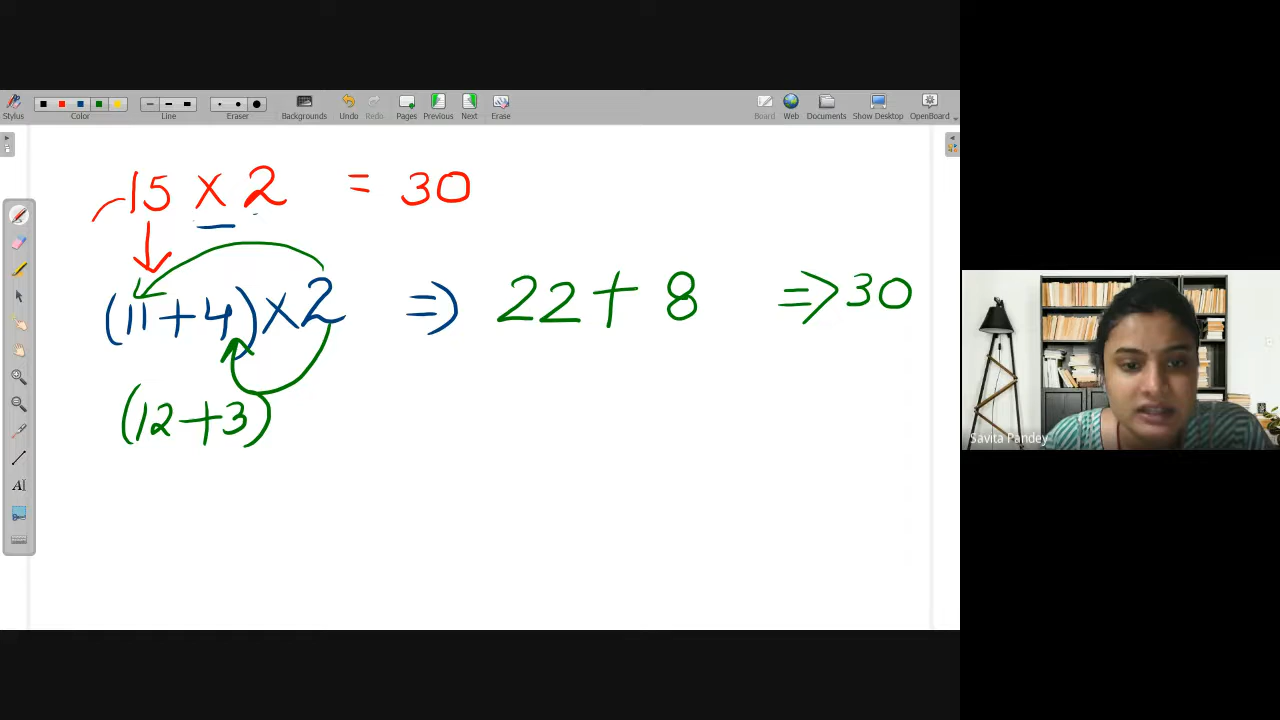 Stylus
Color
Line
Eraser
Backgrounds
Undo
Redo
Pages
Previous
Next
Erase
Board
Web
Documents
Show Desktop
OpenBoard
15 × 2 = 30
(11+4)×2 => 22+ 8 => 30
(12+3)
AI
Savita Pandey